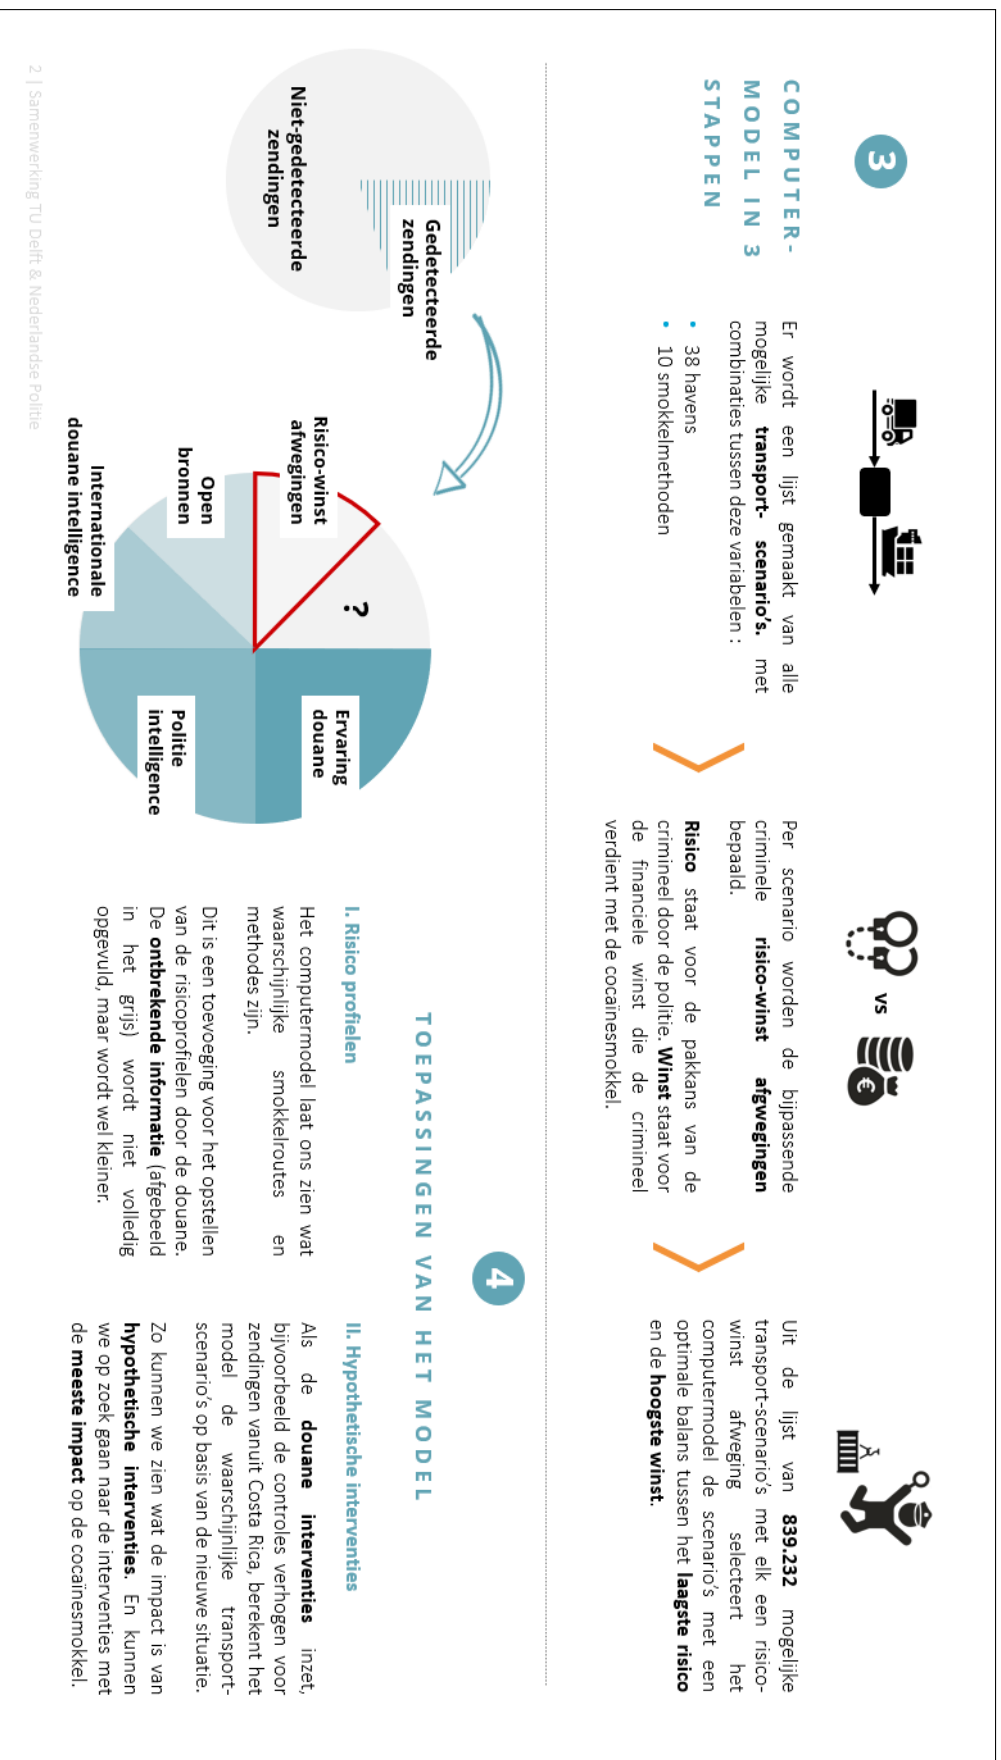 3
COMPUTER-
MODEL IN 3
STAPPEN
Er wordt een lijst gemaakt van alle
mogelijke transport- scenario's. met
combinaties tussen deze variabelen :
• 38 havens
• 10 smokkelmethoden
vs
€
Per scenario worden de bijpassende
criminele risico-winst afgwegingen
bepaald.
Risico staat voor de pakkans van de
crimineel door de politie. Winst staat voor
de financiele winst die de crimineel
verdient met de cocaïnesmokkel.
Uit de lijst van 839.232 mogelijke
transport-scenario's met elk een risico-
winst afweging selecteert het
computermodel de scenario's met een
optimale balans tussen het laagste risico
en de hoogste winst.
Gedetecteerde
zendingen
Niet-gedetecteerde
zendingen
?
Risico-winst
afwegingen
Open
bronnen
Internationale
douane intelligence
Ervaring
douane
Politie
intelligence
4
TOEPASSINGEN VAN HET MODEL
I. Risico profielen
Het computermodel laat ons zien wat
waarschijnlijke smokkelroutes en
methodes zijn.
Dit is een toevoeging voor het opstellen
van de risicoprofielen door de douane.
De ontbrekende informatie (afgebeeld
in het grijs) wordt niet volledig
opgevuld, maar wordt wel kleiner.
II. Hypothetische interventies
Als de douane interventies inzet,
bijvoorbeeld de controles verhogen voor
zendingen vanuit Costa Rica, berekent het
model de waarschijnlijke transport-
scenario's op basis van de nieuwe situatie.
Zo kunnen we zien wat de impact is van
hypothetische interventies. En kunnen
we op zoek gaan naar de interventies met
de meeste impact op de cocaïnesmokkel.
2 | Samenwerking TU Delft & Nederlandse Politie